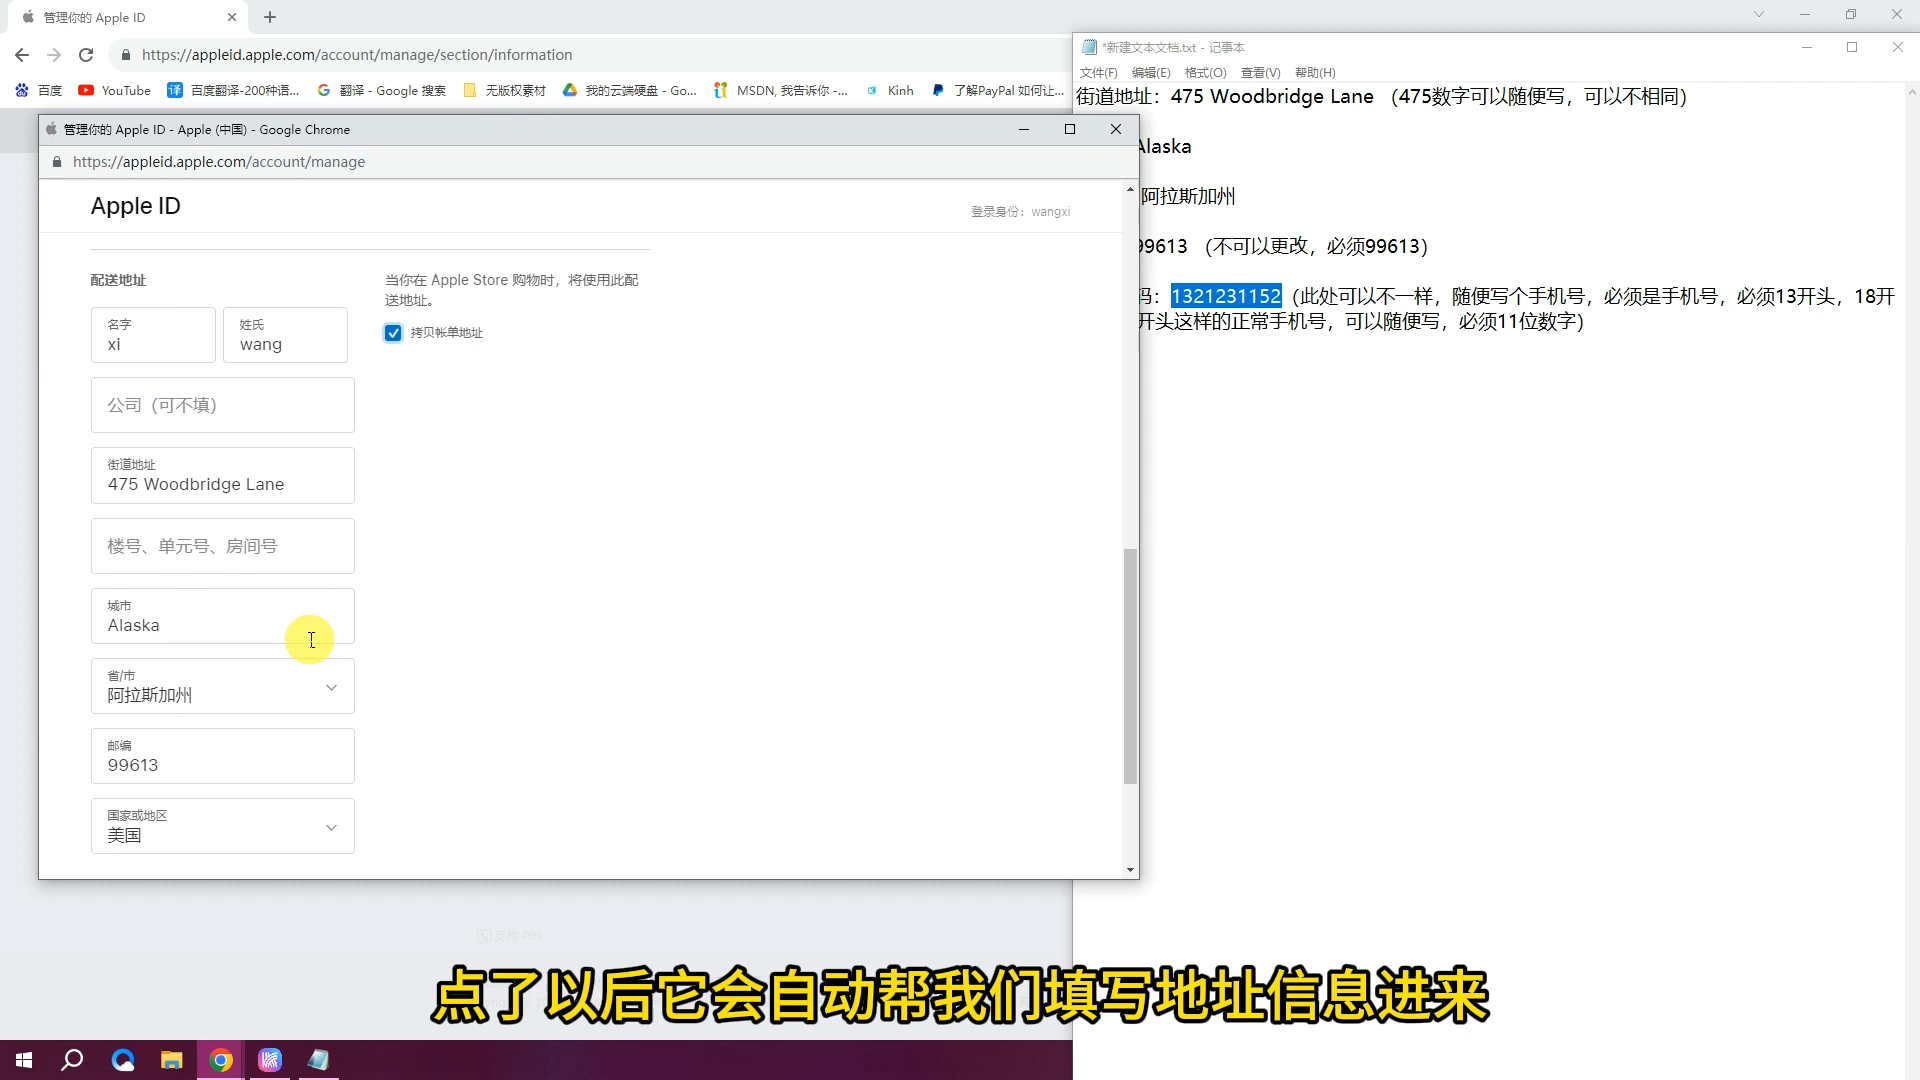 管理你的 Apple ID
https://appleid.apple.com/account/manage/section/information
百度
YouTube
百度翻译-200种语...
翻译 - Google 搜索
无版权素材
我的云端硬盘 - Go...
MSDN, 我告诉你 -...
Kinh
了解PayPal 如何让...
管理你的 Apple ID - Apple (中国) - Google Chrome
https://appleid.apple.com/account/manage
Apple ID
登录身份：wangxi
配送地址
当你在 Apple Store 购物时，将使用此配
送地址。
拷贝帐单地址
名字
xi
姓氏
wang
公司（可不填）
街道地址
475 Woodbridge Lane
楼号、单元号、房间号
城市
Alaska
省/市
阿拉斯加州
邮编
99613
国家或地区
美国
*新建文本文档.txt - 记事本
文件(F) 编辑(E) 格式(O) 查看(V) 帮助(H)
街道地址：475 Woodbridge Lane （475数字可以随便写，可以不相同）
Alaska
阿拉斯加州
99613 （不可以更改，必须99613）
码：1321231152（此处可以不一样，随便写个手机号，必须是手机号，必须13开头，18开
开头这样的正常手机号，可以随便写，必须11位数字）
点了以后它会自动帮我们填写地址信息进来